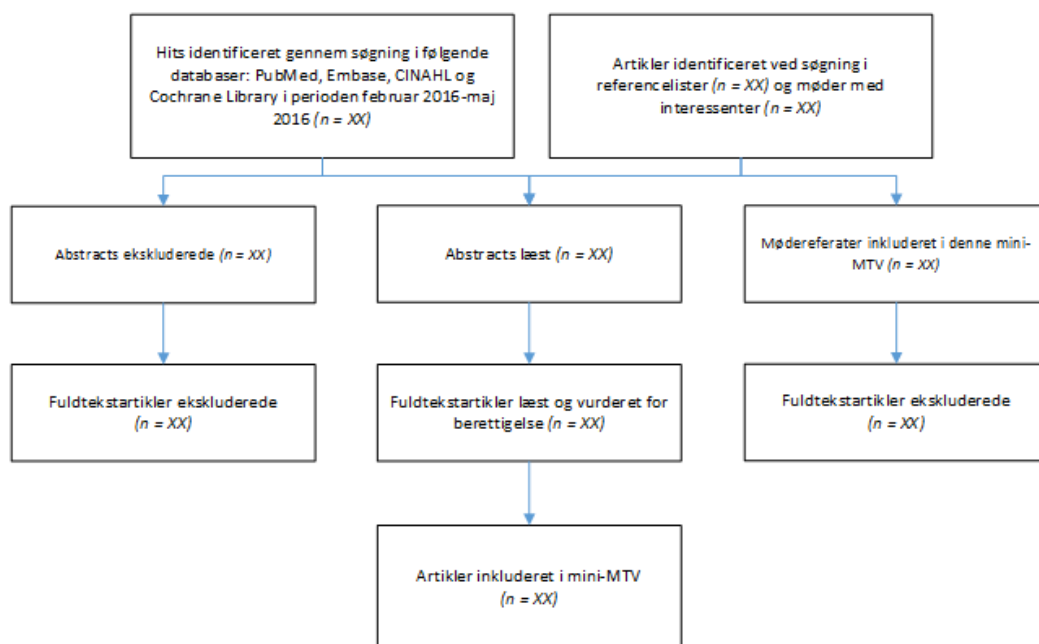 Hits identificeret gennem søgning i følgende
databaser: PubMed, Embase, CINAHL og
Cochrane Library i perioden februar 2016-maj
2016 (n = XX)
Artikler identificeret ved søgning i
referencelister (n = XX) og møder med
interessenter (n = XX)
Abstracts ekskluderede (n = XX)
Abstracts læst (n = XX)
Mødereferater inkluderet i denne mini-
MTV (n = XX)
Fuldtekstartikler ekskluderede
(n = XX)
Fuldtekstartikler læst og vurderet for
berettigelse (n = XX)
Fuldtekstartikler ekskluderede
(n = XX)
Artikler inkluderet i mini-MTV
(n = XX)